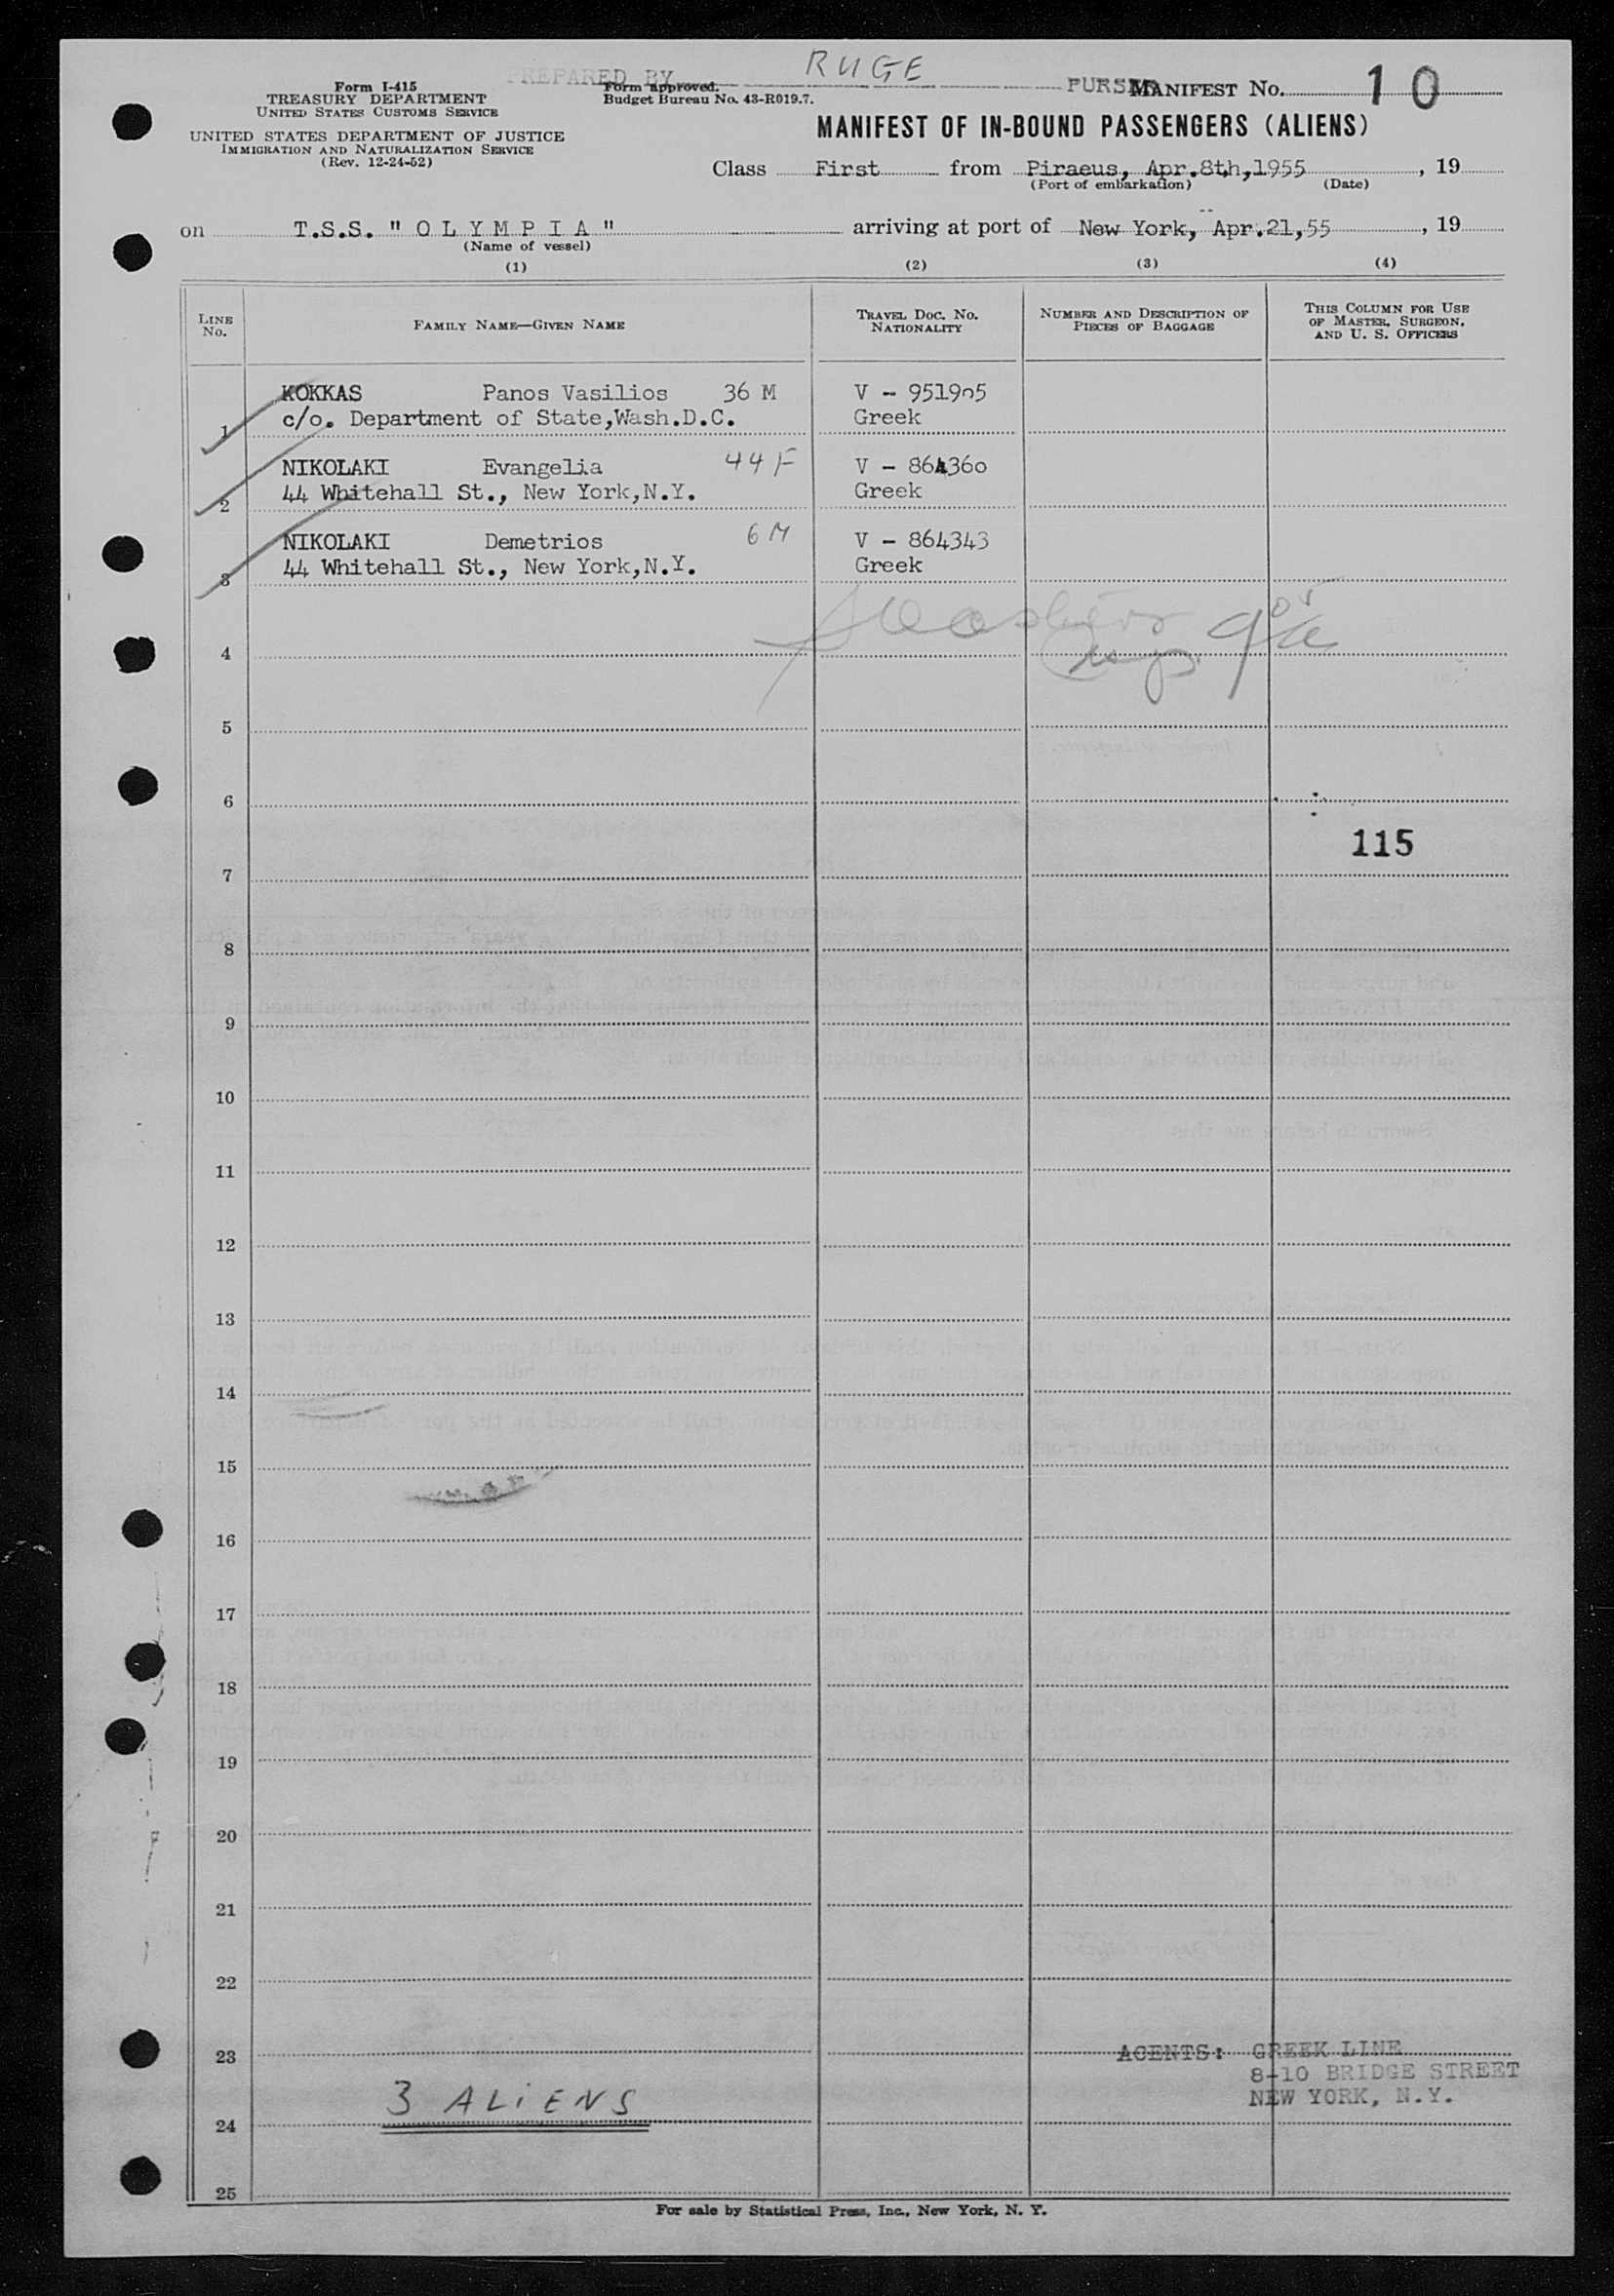 PREPARED BY RUGE PURSER
Form I-415
TREASURY DEPARTMENT
UNITED STATES CUSTOMS SERVICE
UNITED STATES DEPARTMENT OF JUSTICE
IMMIGRATION AND NATURALIZATION SERVICE
(Rev. 12-24-52)
Form approved.
Budget Bureau No. 43-R019.7.
MANIFEST NO. 10
MANIFEST OF IN-BOUND PASSENGERS (ALIENS)
Class First from Piraeus, Apr.8th,1955, 19
(Port of embarkation) (Date)
on T.S.S. " O L Y M P I A " arriving at port of New York, Apr.21,55, 19
(Name of vessel)
(1) (2) (3) (4)
LINE NO. FAMILY NAME—GIVEN NAME TRAVEL DOC. NO. NATIONALITY NUMBER AND DESCRIPTION OF PIECES OF BAGGAGE THIS COLUMN FOR USE OF MASTER, SURGEON, AND U. S. OFFICERS
KOKKAS Panos Vasilios 36 M V - 951905
1 c/o. Department of State,Wash.D.C. Greek
NIKOLAKI Evangelia 44 F V - 864360
2 44 Whitehall St., New York,N.Y. Greek
NIKOLAKI Demetrios 6 M V - 864343
3 44 Whitehall St., New York,N.Y. Greek
4
5
6
115
7
8
9
10
11
12
13
14
15
16
17
18
19
20
21
22
23 AGENTS: GREEK LINE
8-10 BRIDGE STREET
NEW YORK, N.Y.
3 ALiENS
24
25
For sale by Statistical Press, Inc., New York, N. Y.